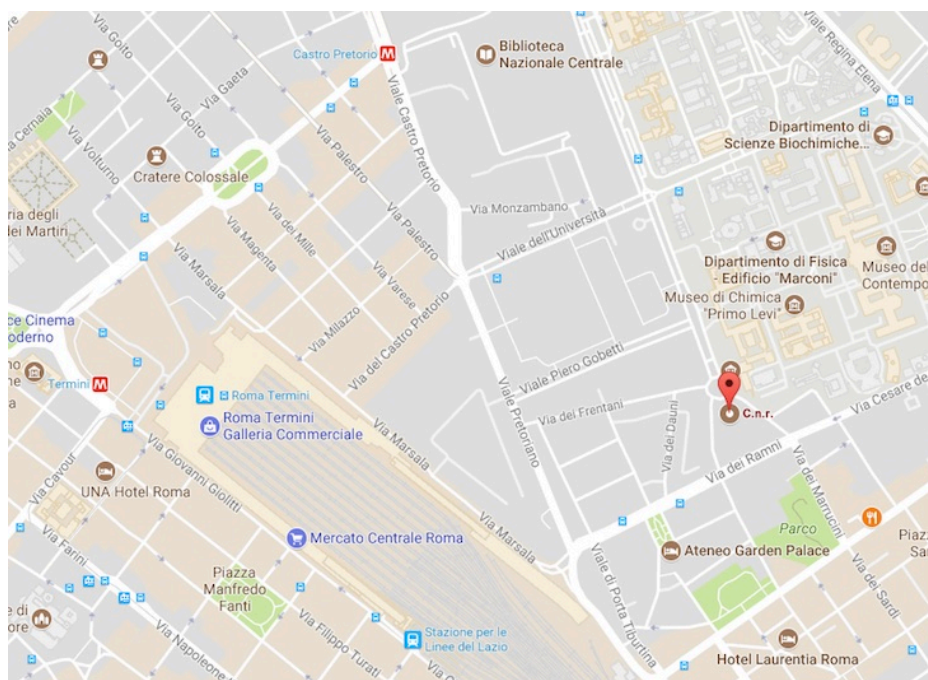 Via Goito
Castro Pretorio
M
Biblioteca
Nazionale Centrale
Viale Regina Elena
Via Gaeta
Via Goito
Cernaia
Via Volturno
Cratere Colossale
Via Palestro
Viale Castro Pretorio
Dipartimento di
Scienze Biochimiche...
ria degli
dei Martiri
Via Monzambano
Viale dell'Università
Via Magenta
Via dei Mille
Via Palestro
Via Marsala
Via Varese
Via Milazzo
Via del Castro Pretorio
Dipartimento di Fisica
- Edificio "Marconi"
Museo del
Contempo
Museo di Chimica
"Primo Levi"
ce Cinema
oderno
no
ne
Termini
M
Roma Termini
Roma Termini
Galleria Commerciale
Viale Piero Gobetti
Viale Pretoriano
Via dei Frentani
Via dei Dauni
C.n.r.
Via Cesare de
Via Marsala
Via dei Ramni
Via dei Marrucini
Via Cavour
UNA Hotel Roma
Via Giovanni Giolitti
Mercato Centrale Roma
Via Marsala
Parco
Piaz
Sa
Ateneo Garden Palace
Via Farini
Piazza
Manfredo
Fanti
Viale di Porta Tiburtina
Via dei Sardi
e di
ore
Via Napoleone
Via Filippo Turati
Stazione per le
Linee del Lazio
Hotel Laurentia Roma